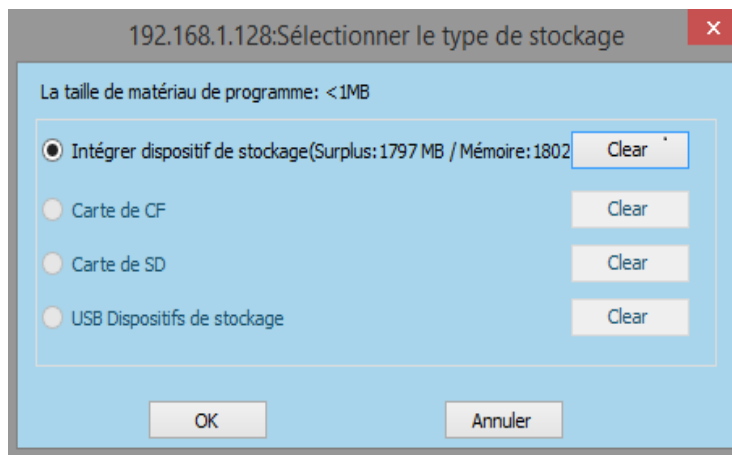 192.168.1.128:Sélectionner le type de stockage
La taille de matériau de programme: <1MB
Intégrer dispositif de stockage(Surplus:1797 MB / Mémoire:1802 Clear
Carte de CF Clear
Carte de SD Clear
USB Dispositifs de stockage Clear
OK Annuler